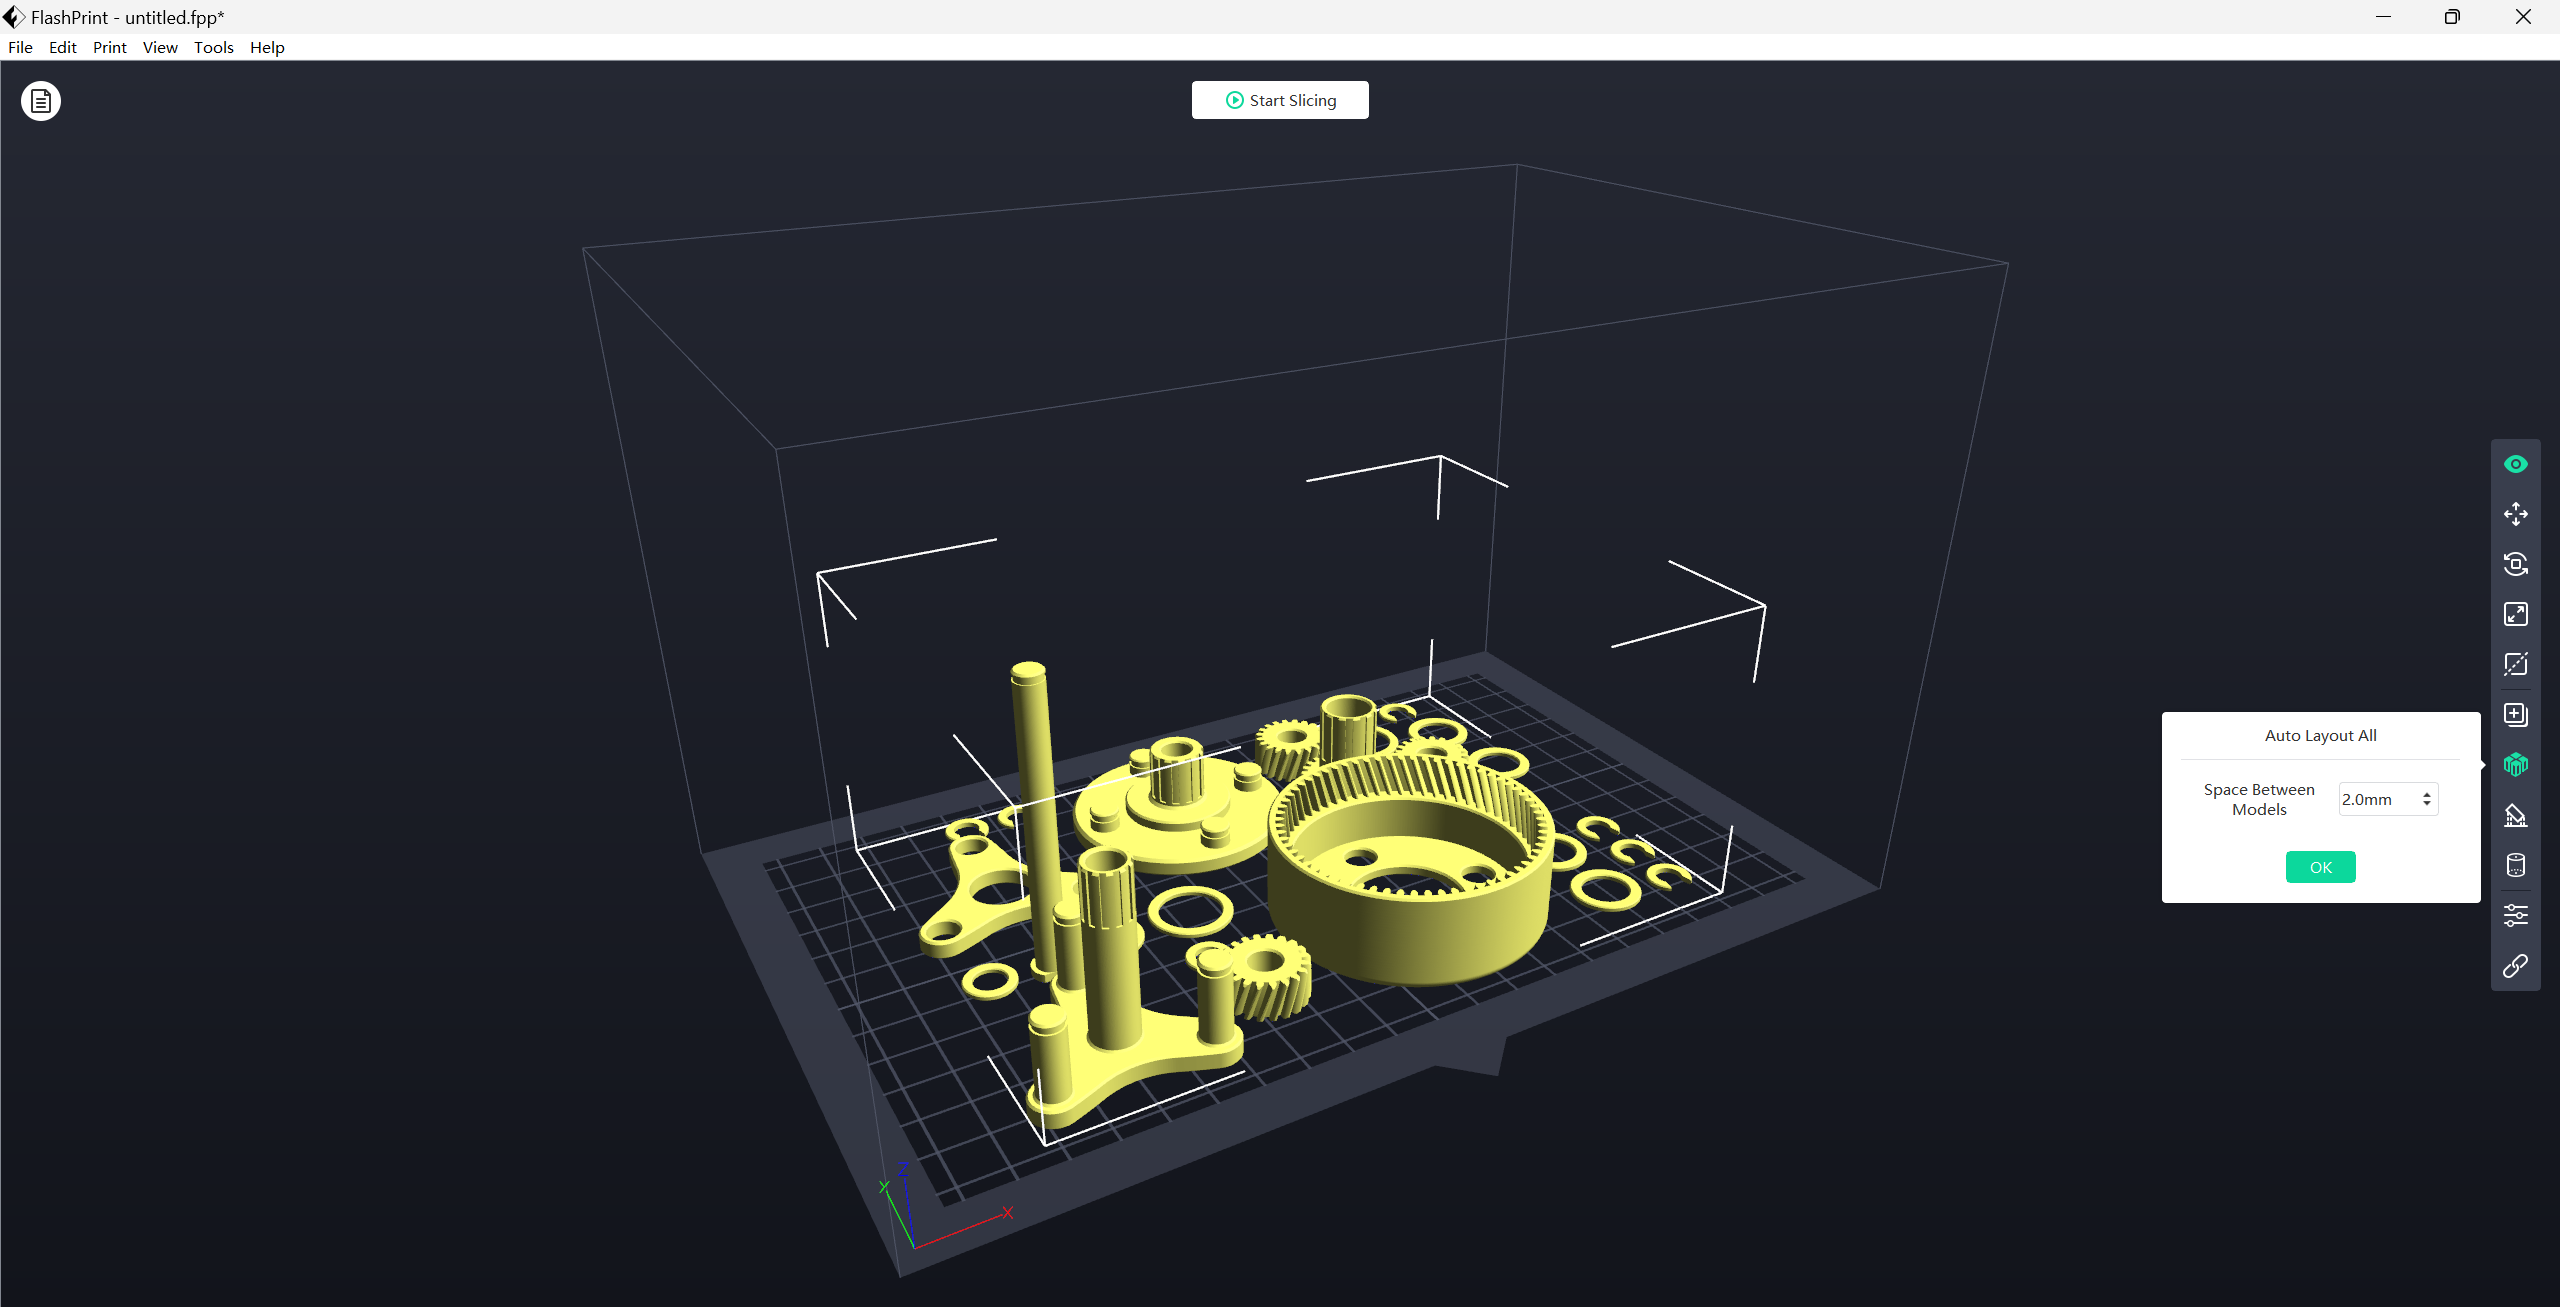 FlashPrint - untitled.fpp*
File Edit Print View Tools Help
Start Slicing
Auto Layout All
Space Between
Models
2.0mm
OK
Z
Y
X